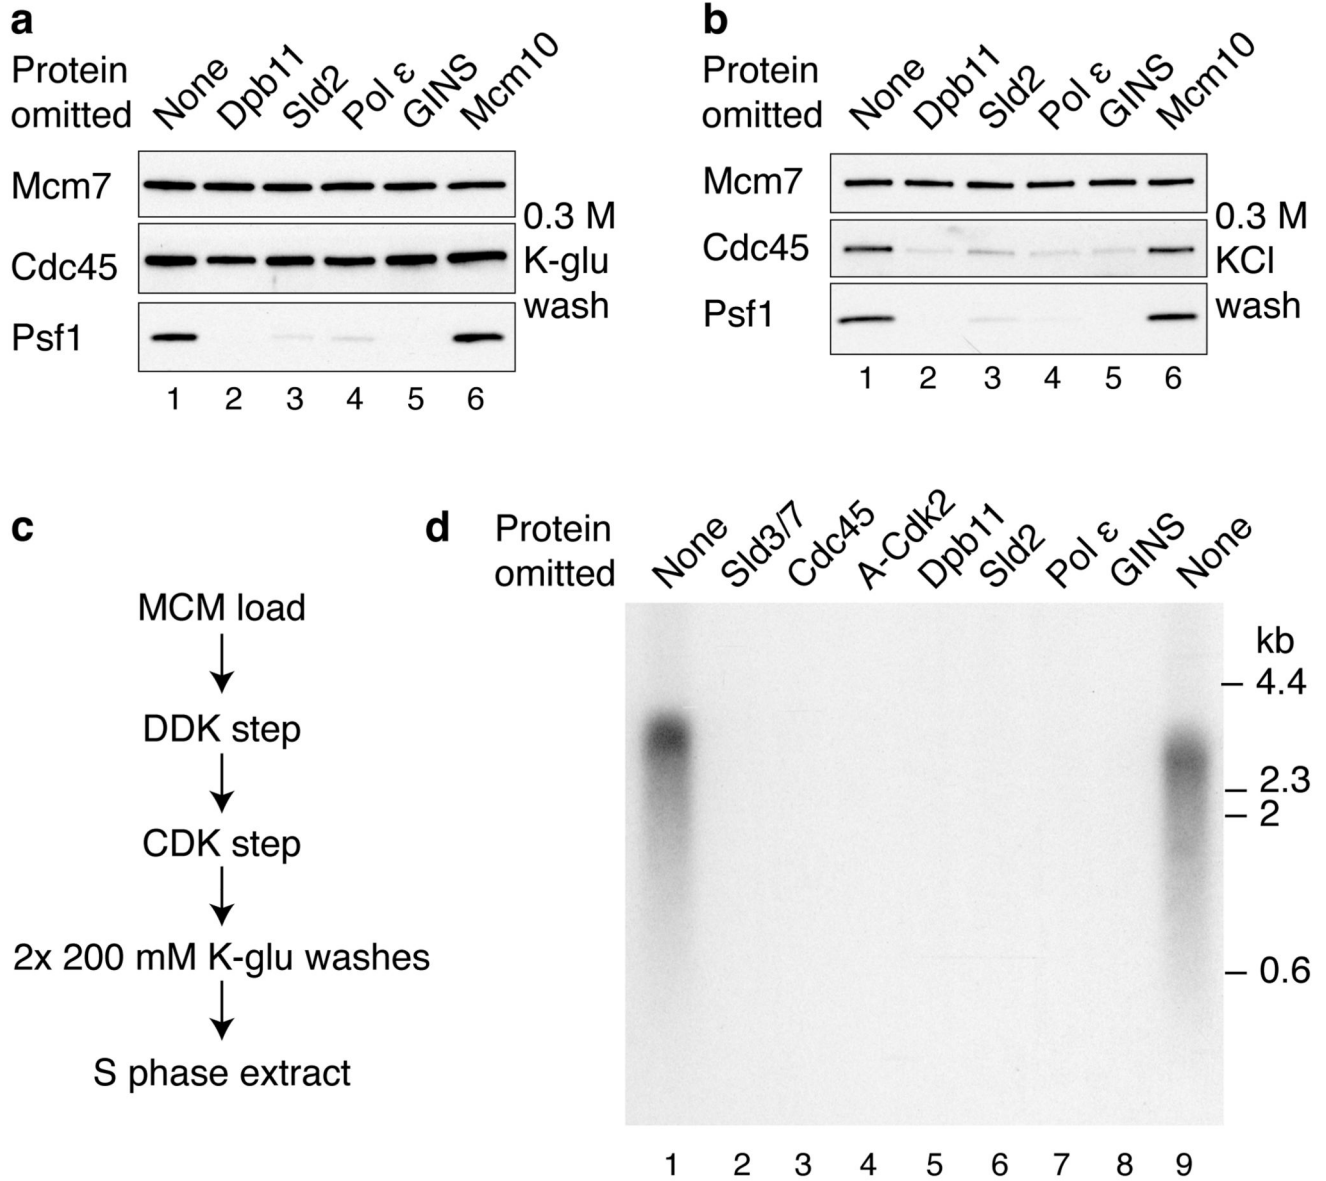 a
Protein
omitted
None Dpb11 Sld2 Pol ε GINS Mcm10
Mcm7
Cdc45
Psf1
0.3 M
K-glu
wash
1 2 3 4 5 6
b
Protein
omitted
None Dpb11 Sld2 Pol ε GINS Mcm10
Mcm7
Cdc45
Psf1
0.3 M
KCl
wash
1 2 3 4 5 6
c
MCM load
DDK step
CDK step
2x 200 mM K-glu washes
S phase extract
d
Protein
omitted
None Sld3/7 Cdc45 A-Cdk2 Dpb11 Sld2 Pol ε GINS None
kb
4.4
2.3
2
0.6
1 2 3 4 5 6 7 8 9